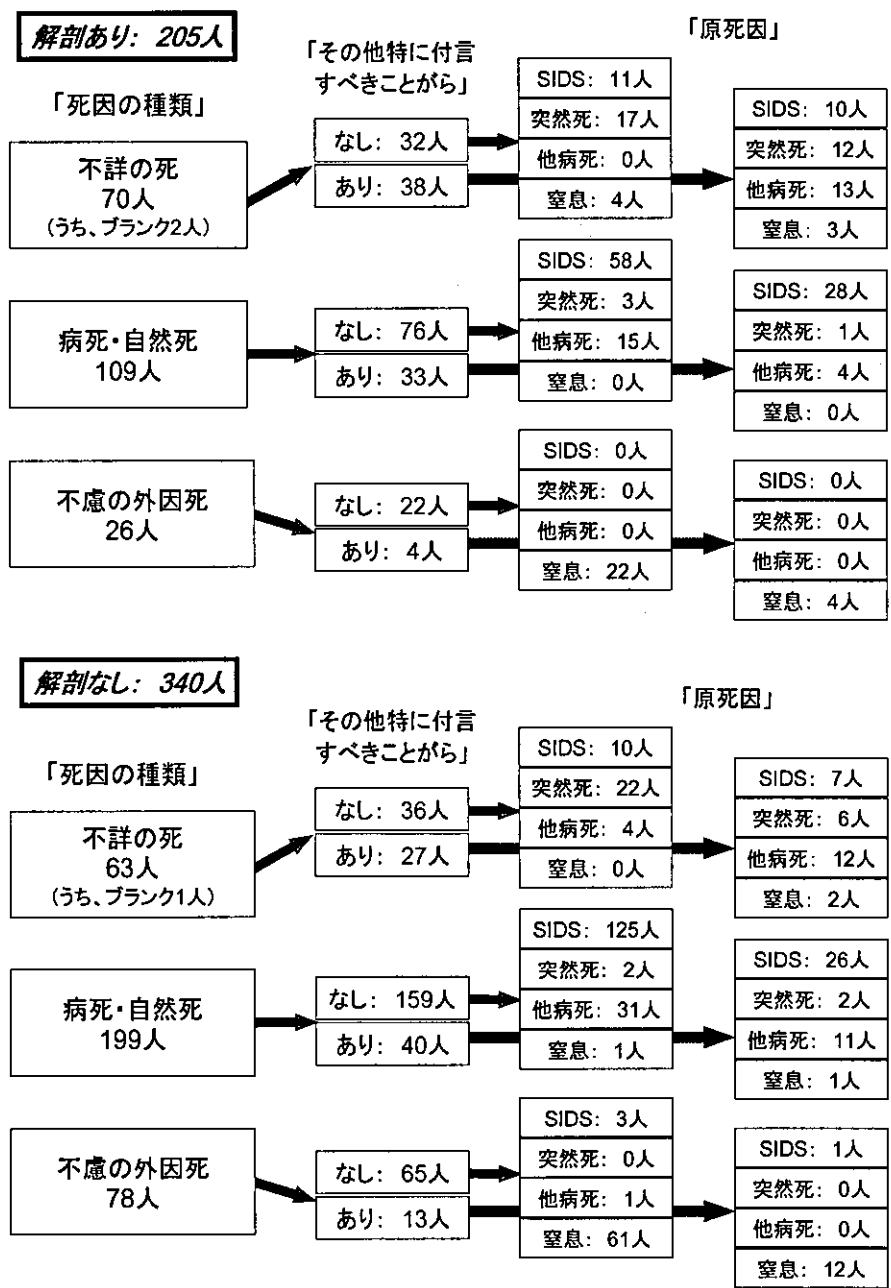 解剖あり: 205人
「死因の種類」
「その他特に付言
すべきことがら」
「原死因」
不詳の死
70人
(うち、ブランク2人)
なし: 32人
あり: 38人
SIDS: 11人
突然死: 17人
他病死: 0人
窒息: 4人
SIDS: 10人
突然死: 12人
他病死: 13人
窒息: 3人
病死・自然死
109人
なし: 76人
あり: 33人
SIDS: 58人
突然死: 3人
他病死: 15人
窒息: 0人
SIDS: 28人
突然死: 1人
他病死: 4人
窒息: 0人
不慮の外因死
26人
なし: 22人
あり: 4人
SIDS: 0人
突然死: 0人
他病死: 0人
窒息: 22人
SIDS: 0人
突然死: 0人
他病死: 0人
窒息: 4人
解剖なし: 340人
「死因の種類」
「その他特に付言
すべきことがら」
「原死因」
不詳の死
63人
(うち、ブランク1人)
なし: 36人
あり: 27人
SIDS: 10人
突然死: 22人
他病死: 4人
窒息: 0人
SIDS: 7人
突然死: 6人
他病死: 12人
窒息: 2人
病死・自然死
199人
なし: 159人
あり: 40人
SIDS: 125人
突然死: 2人
他病死: 31人
窒息: 1人
SIDS: 26人
突然死: 2人
他病死: 11人
窒息: 1人
不慮の外因死
78人
なし: 65人
あり: 13人
SIDS: 3人
突然死: 0人
他病死: 1人
窒息: 61人
SIDS: 1人
突然死: 0人
他病死: 0人
窒息: 12人